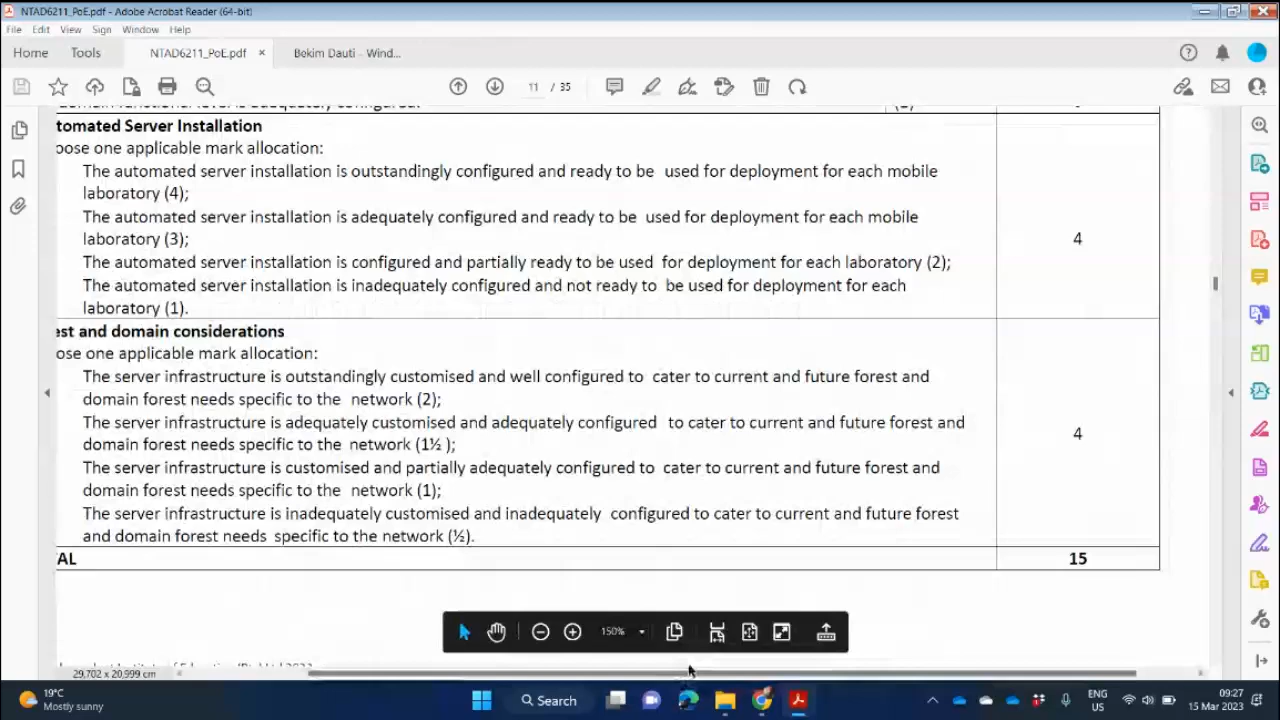 NTAD6211_PoE.pdf - Adobe Acrobat Reader (64-bit)
File Edit View Sign Window Help
Home Tools NTAD6211_PoE.pdf × Bekim Dauti – Wind...
11 / 35
tomated Server Installation
oose one applicable mark allocation:
The automated server installation is outstandingly configured and ready to be used for deployment for each mobile
laboratory (4);
The automated server installation is adequately configured and ready to be used for deployment for each mobile
laboratory (3);
4
The automated server installation is configured and partially ready to be used for deployment for each laboratory (2);
The automated server installation is inadequately configured and not ready to be used for deployment for each
laboratory (1).
est and domain considerations
ose one applicable mark allocation:
The server infrastructure is outstandingly customised and well configured to cater to current and future forest and
domain forest needs specific to the network (2);
The server infrastructure is adequately customised and adequately configured to cater to current and future forest and
domain forest needs specific to the network (1½ );
4
The server infrastructure is customised and partially adequately configured to cater to current and future forest and
domain forest needs specific to the network (1);
The server infrastructure is inadequately customised and inadequately configured to cater to current and future forest
and domain forest needs specific to the network (½).
AL 15
150%
29,702 x 20,999 cm
19°C
Mostly sunny
Search
ENG
US
09:27
15 Mar 2023